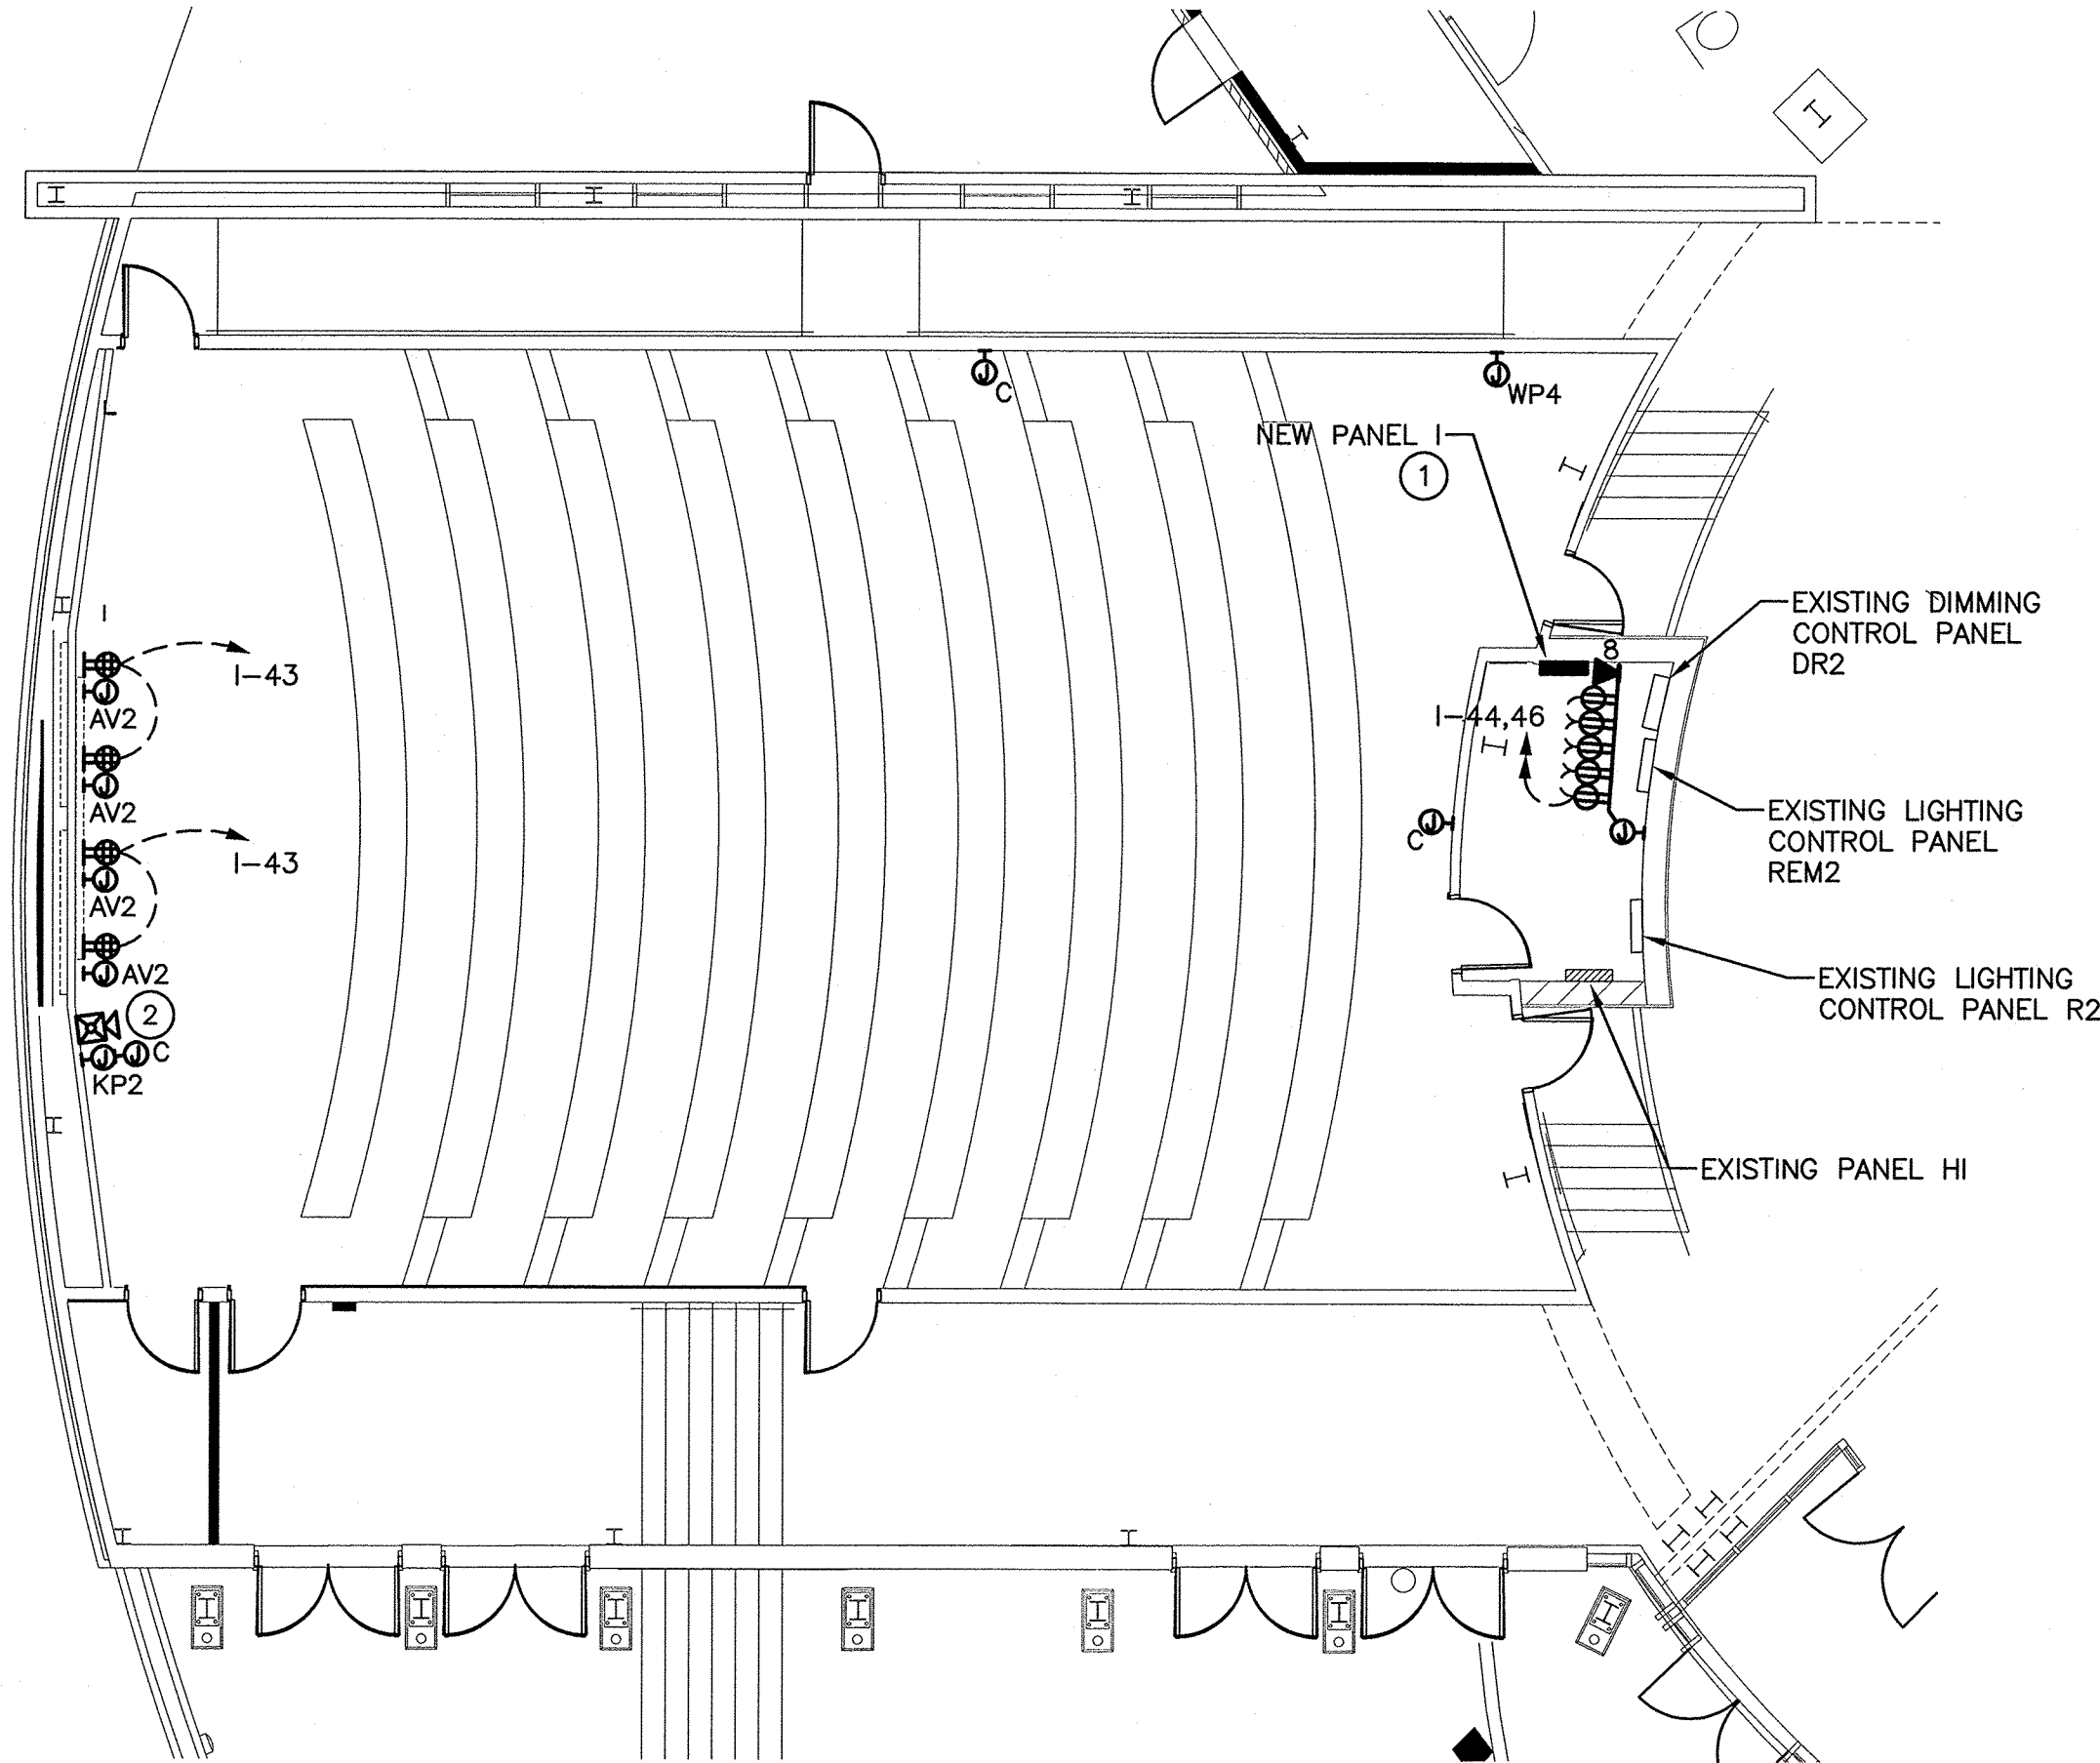 C
WP4
NEW PANEL I
1
EXISTING DIMMING
CONTROL PANEL
DR2
8
I-43
AV2
I-44,46
AV2
EXISTING LIGHTING
CONTROL PANEL
REM2
C
I-43
AV2
AV2
EXISTING LIGHTING
CONTROL PANEL R2
2
C
KP2
EXISTING PANEL HI
J
J
J
J
J
J
J
J
J
J